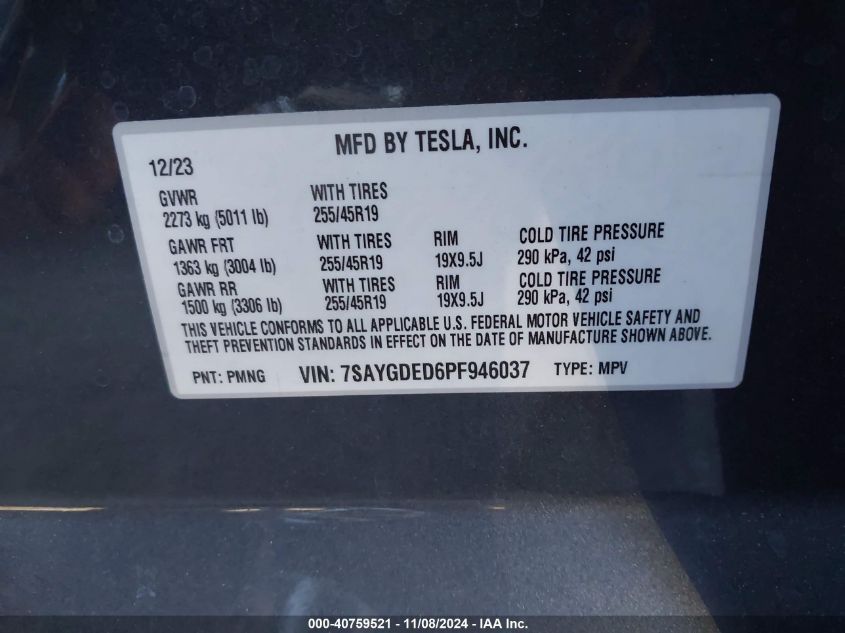 MFD BY TESLA, INC.
12/23
GVWR WITH TIRES
2273 kg (5011 lb) 255/45R19
GAWR FRT WITH TIRES RIM COLD TIRE PRESSURE
1363 kg (3004 lb) 255/45R19 19X9.5J 290 kPa, 42 psi
GAWR RR WITH TIRES RIM COLD TIRE PRESSURE
1500 kg (3306 lb) 255/45R19 19X9.5J 290 kPa, 42 psi
THIS VEHICLE CONFORMS TO ALL APPLICABLE U.S. FEDERAL MOTOR VEHICLE SAFETY AND
THEFT PREVENTION STANDARDS IN EFFECT ON THE DATE OF MANUFACTURE SHOWN ABOVE.
PNT: PMNG VIN: 7SAYGDED6PF946037 TYPE: MPV
000-40759521 - 11/08/2024 - IAA Inc.